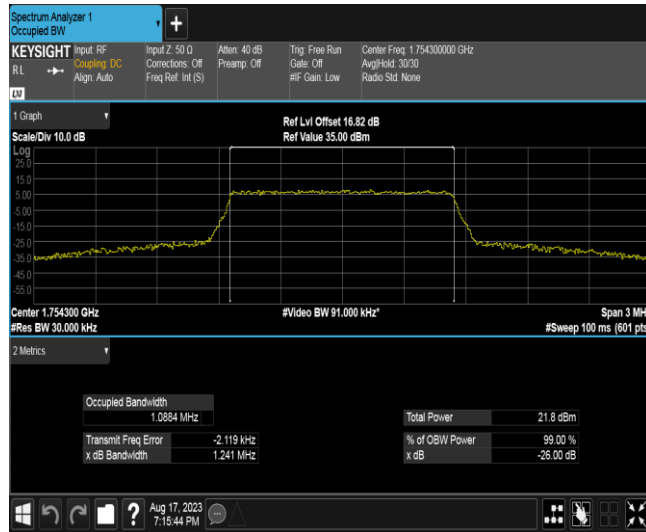 Spectrum Analyzer 1
Occupied BW
+
KEYSIGHT
RL
LXI
Input: RF
Coupling: DC
Align: Auto
Input Z: 50 Ω
Corrections: Off
Freq Ref: Int (S)
Atten: 40 dB
Preamp: Off
Trig: Free Run
Gate: Off
#IF Gain: Low
Center Freq: 1.754300000 GHz
Avg|Hold: 30/30
Radio Std: None
1 Graph
Scale/Div 10.0 dB
Ref Lvl Offset 16.82 dB
Ref Value 35.00 dBm
Log
25.0
15.0
5.00
-5.00
-15.0
-25.0
-35.0
-45.0
-55.0
Center 1.754300 GHz
#Res BW 30.000 kHz
#Video BW 91.000 kHz*
Span 3 MH
#Sweep 100 ms (601 pts
2 Metrics
Occupied Bandwidth
1.0884 MHz
Transmit Freq Error -2.119 kHz
x dB Bandwidth 1.241 MHz
Total Power 21.8 dBm
% of OBW Power 99.00 %
x dB -26.00 dB
?
Aug 17, 2023
7:15:44 PM